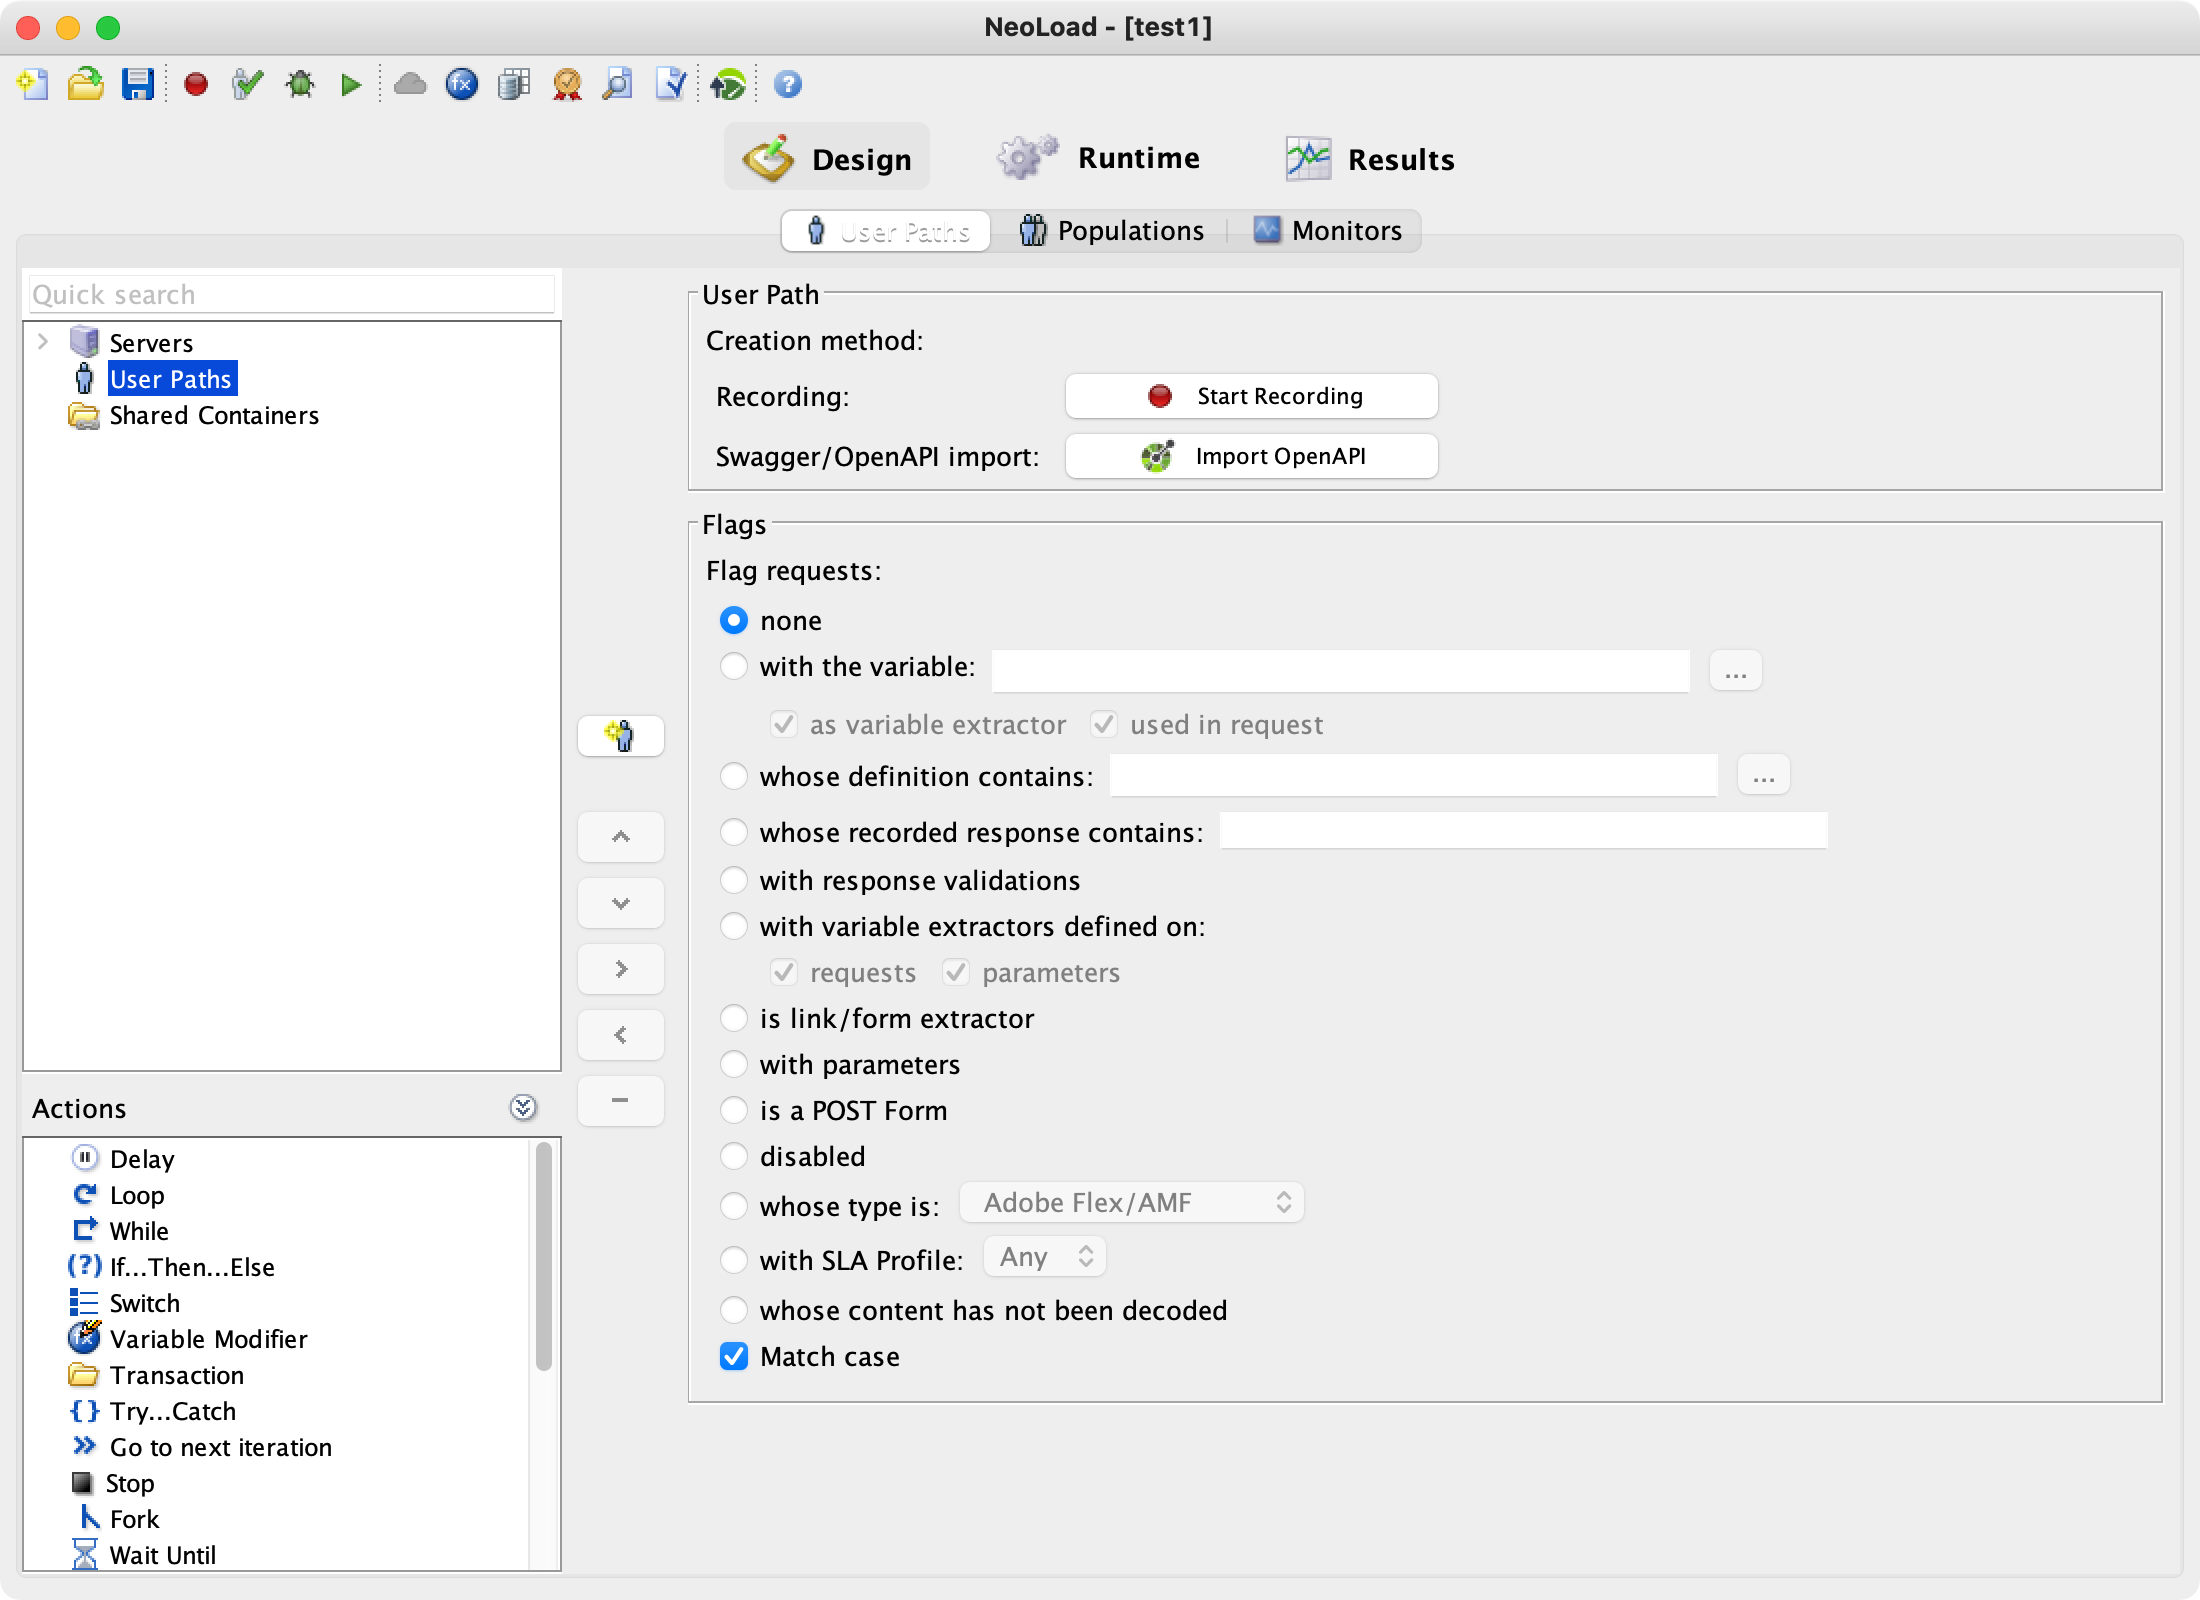 NeoLoad - [test1]
Design
Runtime
Results
User Paths
Populations
Monitors
Quick search
Servers
User Paths
Shared Containers
Actions
Delay
Loop
While
If...Then...Else
Switch
Variable Modifier
Transaction
Try...Catch
Go to next iteration
Stop
Fork
Wait Until
User Path
Creation method:
Recording:
Start Recording
Swagger/OpenAPI import:
Import OpenAPI
Flags
Flag requests:
none
with the variable:
...
as variable extractor
used in request
whose definition contains:
...
whose recorded response contains:
with response validations
with variable extractors defined on:
requests
parameters
is link/form extractor
with parameters
is a POST Form
disabled
whose type is:
Adobe Flex/AMF
with SLA Profile:
Any
whose content has not been decoded
Match case